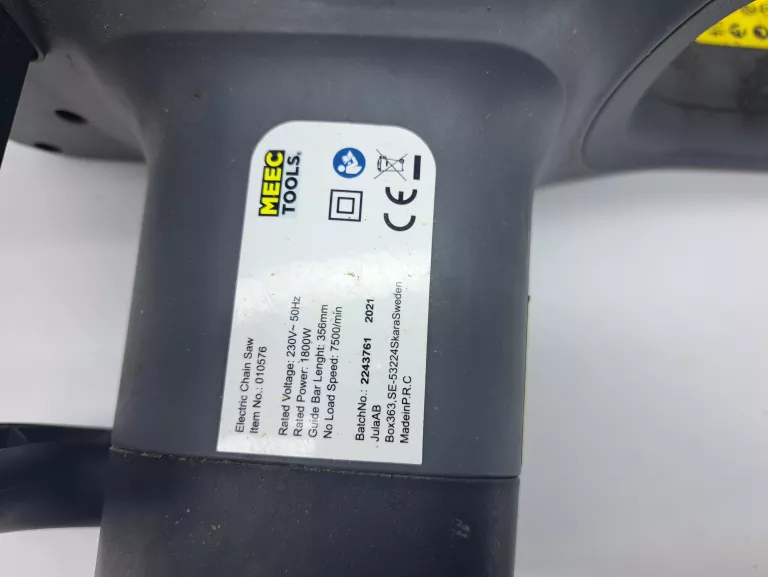 MEEC
TOOLS®
CE
Electric Chain Saw
Item No.: 010576
Rated Voltage: 230V~ 50Hz
Rated Power: 1800W
Guide Bar Lenght: 356mm
No Load Speed: 7500/min
BatchNo.: 2243761 2021
JulaAB
Box363,SE-53224SkaraSweden
MadeinP.R.C